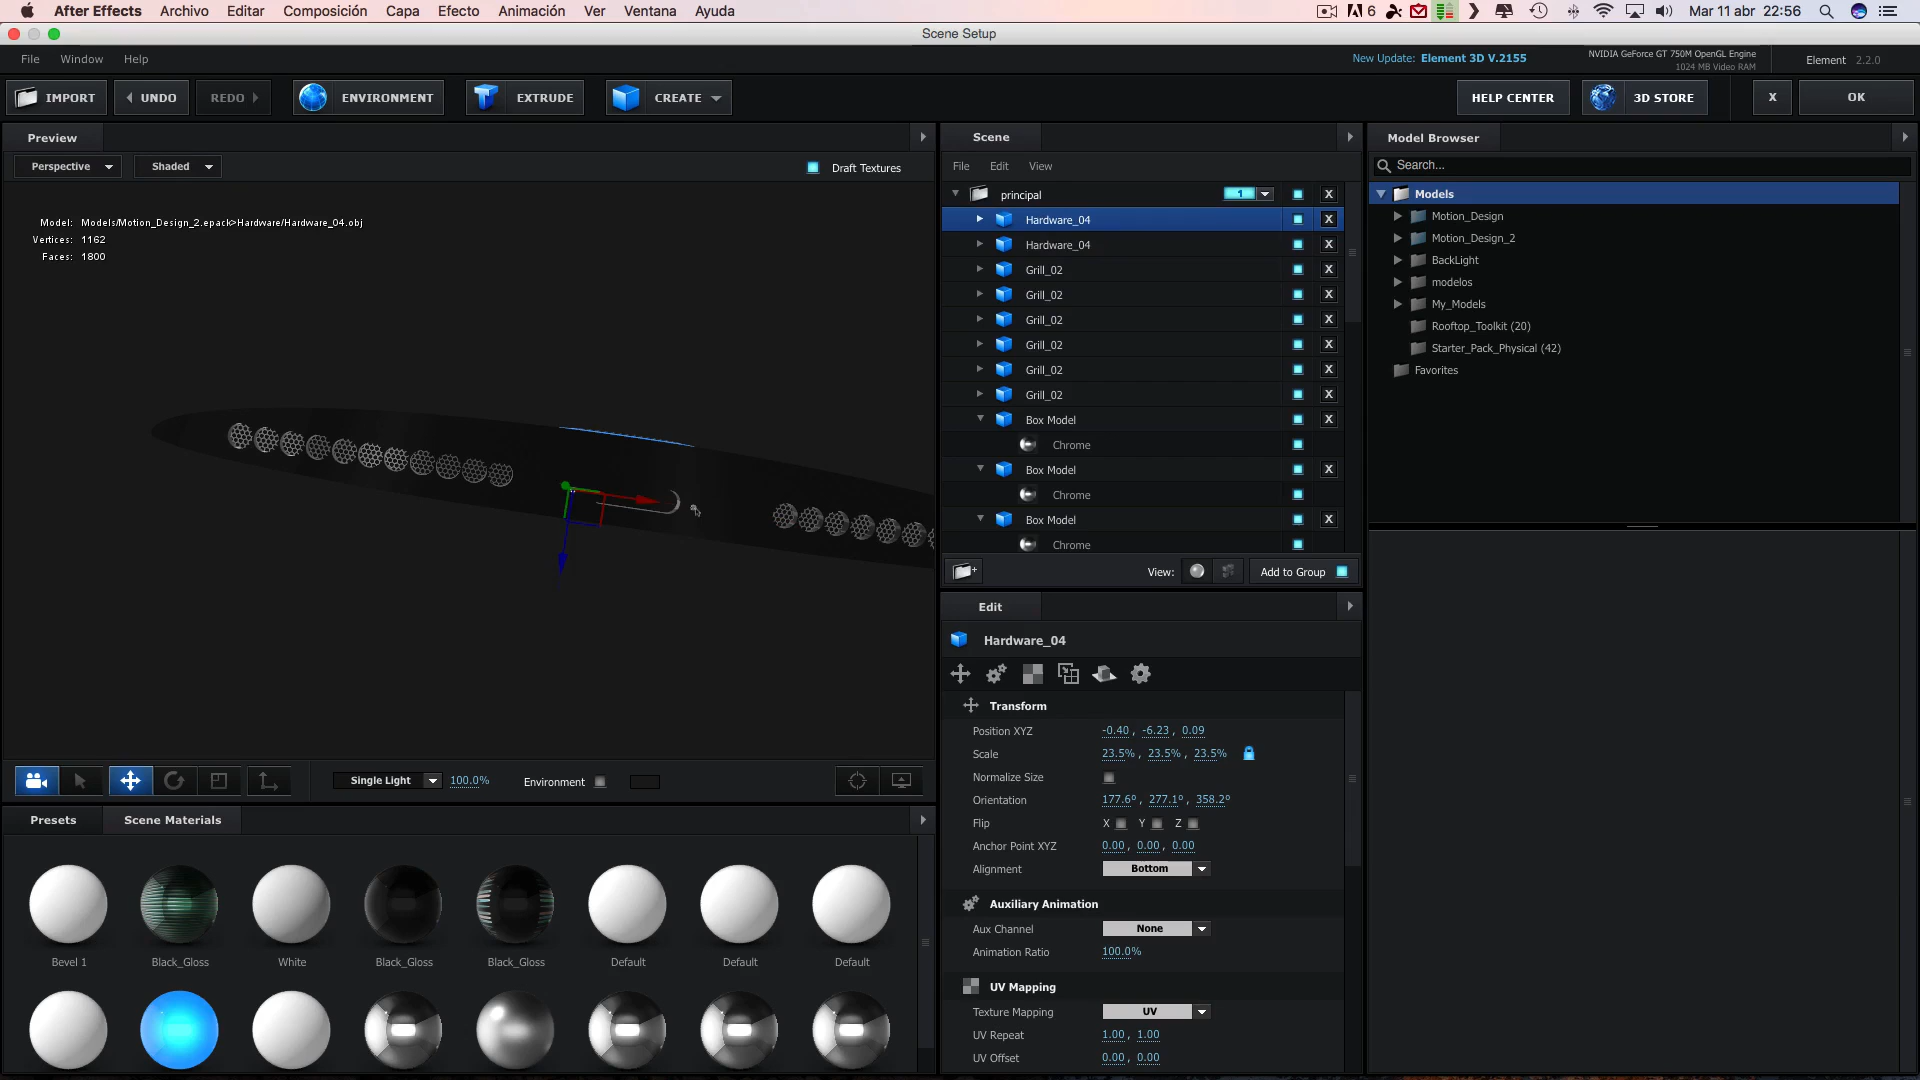 After Effects Archivo Editar Composición Capa Efecto Animación Ver Ventana Ayuda 6 Mar 11 abr 22:56
Scene Setup
File Window Help New Update: Element 3D V.2155 NVIDIA GeForce GT 750M OpenGL Engine
1024 MB Video RAM Element 2.2.0
IMPORT UNDO REDO ENVIRONMENT EXTRUDE CREATE HELP CENTER 3D STORE X OK
Preview
Perspective Shaded Draft Textures
Model: Models/Motion_Design_2.epack>Hardware/Hardware_04.obj
Vertices: 1162
Faces: 1800
Single Light 100.0% Environment
Presets Scene Materials
Bevel 1 Black_Gloss White Black_Gloss Black_Gloss Default Default Default
Scene
File Edit View
principal 1 X
Hardware_04 X
Hardware_04 X
Grill_02 X
Grill_02 X
Grill_02 X
Grill_02 X
Grill_02 X
Grill_02 X
Box Model X
Chrome
Box Model X
Chrome
Box Model X
Chrome
View: Add to Group
Edit
Hardware_04
Transform
Position XYZ -0.40, -6.23, 0.09
Scale 23.5%, 23.5%, 23.5%
Normalize Size
Orientation 177.6º, 277.1º, 358.2º
Flip X Y Z
Anchor Point XYZ 0.00, 0.00, 0.00
Alignment Bottom
Auxiliary Animation
Aux Channel None
Animation Ratio 100.0%
UV Mapping
Texture Mapping UV
UV Repeat 1.00, 1.00
UV Offset 0.00, 0.00
Model Browser
Search...
Models
Motion_Design
Motion_Design_2
BackLight
modelos
My_Models
Rooftop_Toolkit (20)
Starter_Pack_Physical (42)
Favorites